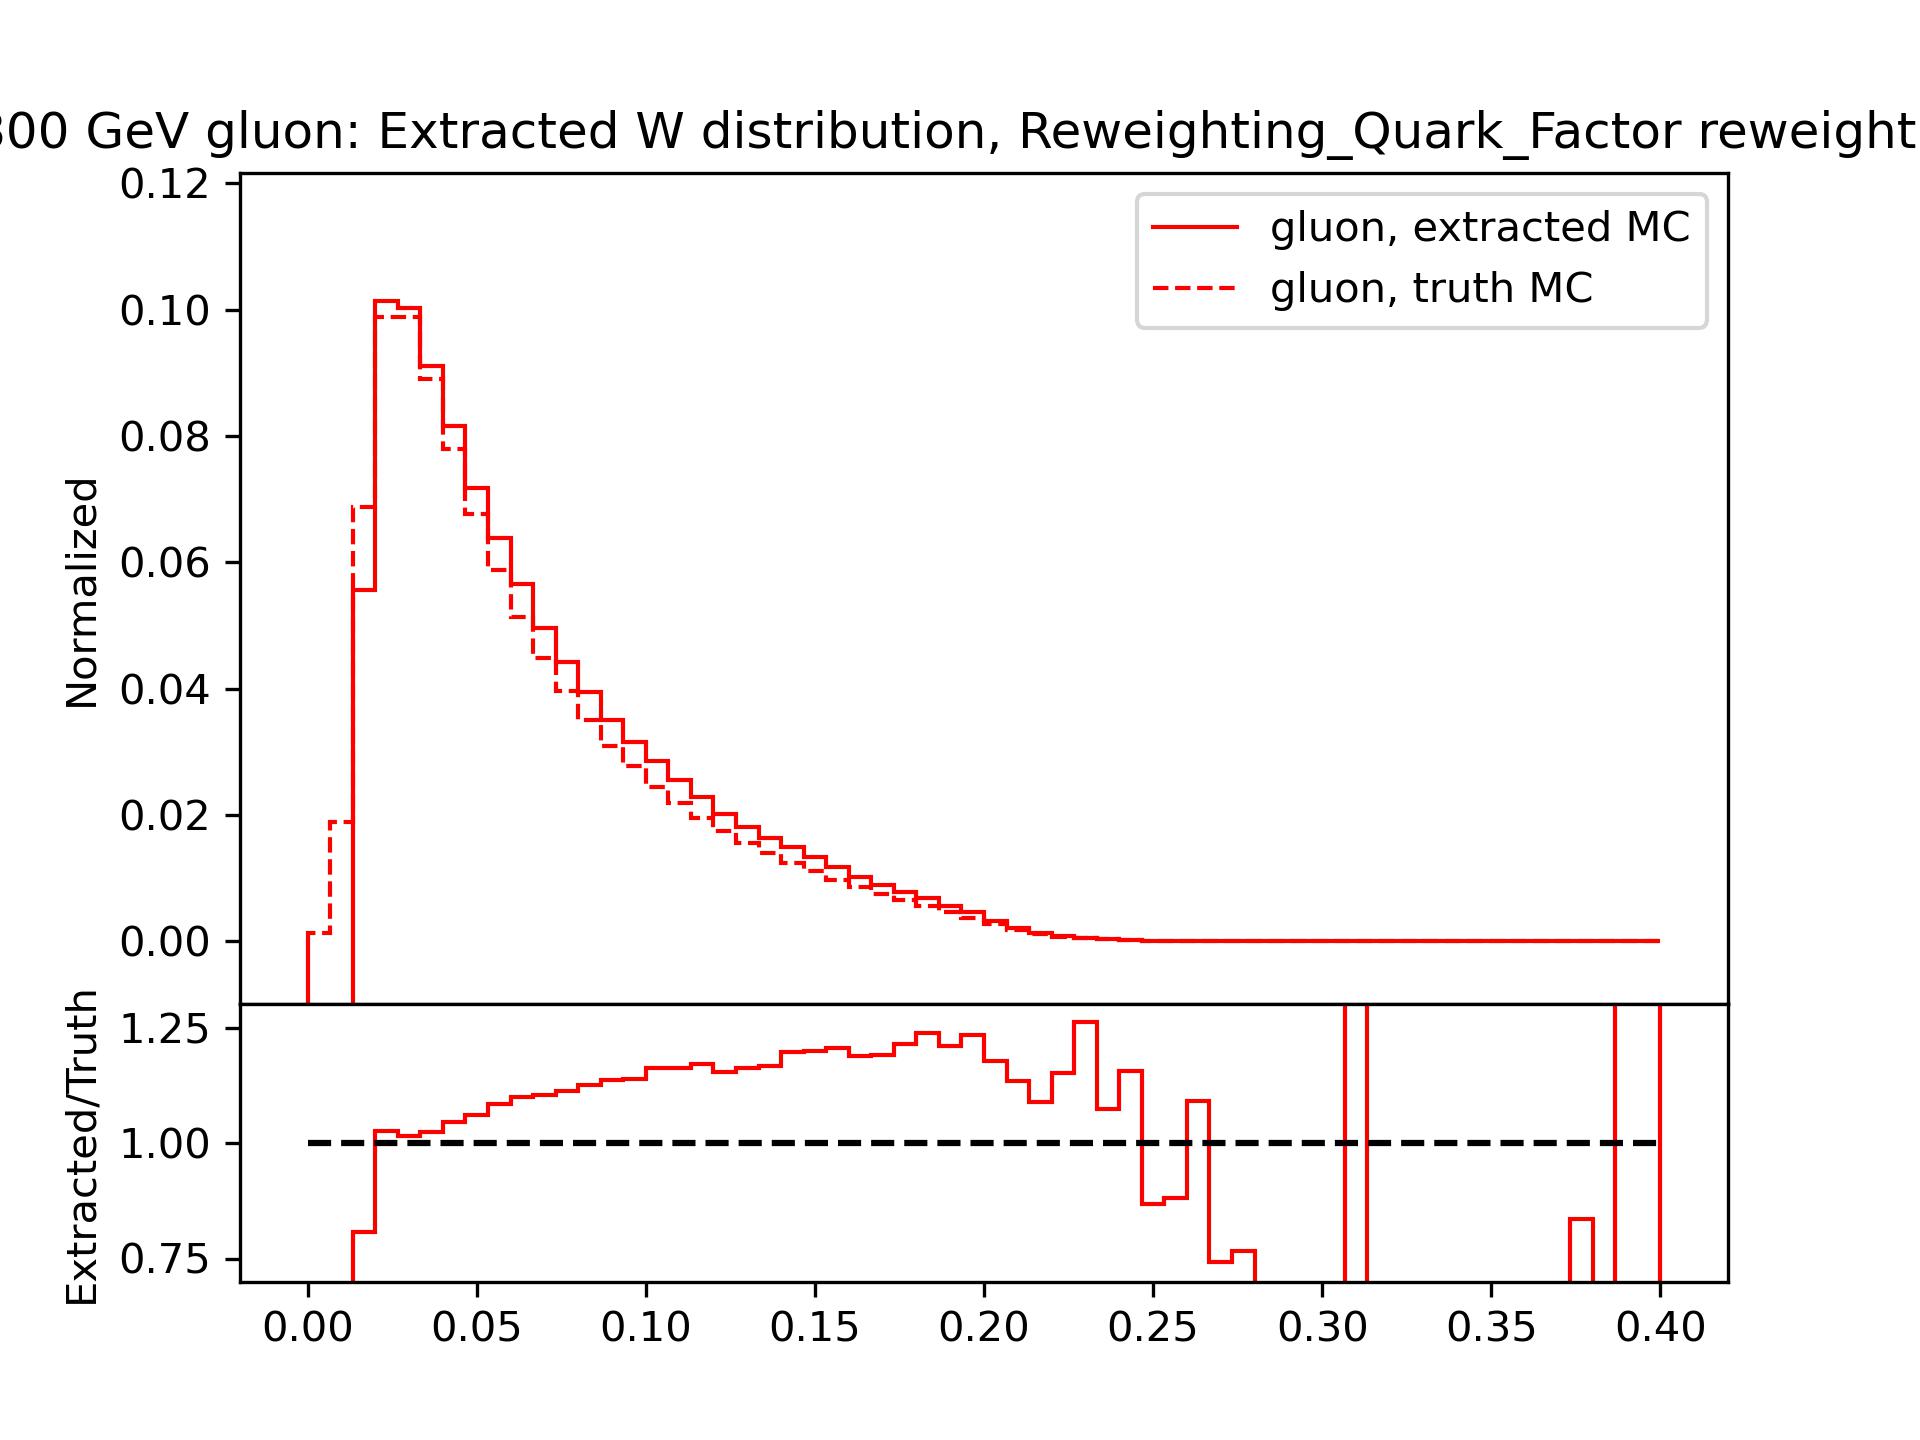 300 GeV gluon: Extracted W distribution, Reweighting_Quark_Factor reweight
gluon, extracted MC
gluon, truth MC
Normalized
0.12
0.10
0.08
0.06
0.04
0.02
0.00
Extracted/Truth
1.25
1.00
0.75
0.00 0.05 0.10 0.15 0.20 0.25 0.30 0.35 0.40